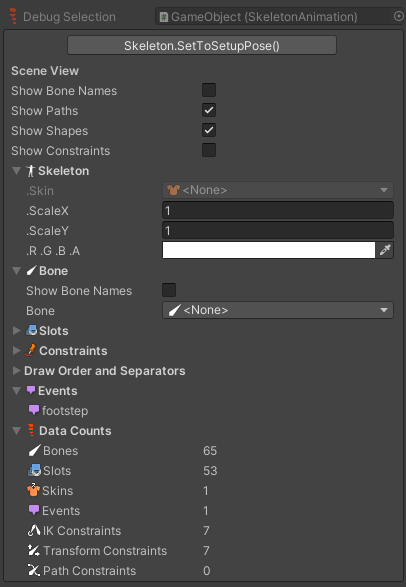 Debug Selection GameObject (SkeletonAnimation)
Skeleton.SetToSetupPose()
Scene View
Show Bone Names
Show Paths
Show Shapes
Show Constraints
Skeleton
.Skin <None>
.ScaleX 1
.ScaleY 1
.R .G .B .A
Bone
Show Bone Names
Bone <None>
Slots
Constraints
Draw Order and Separators
Events
footstep
Data Counts
Bones 65
Slots 53
Skins 1
Events 1
IK Constraints 7
Transform Constraints 7
Path Constraints 0